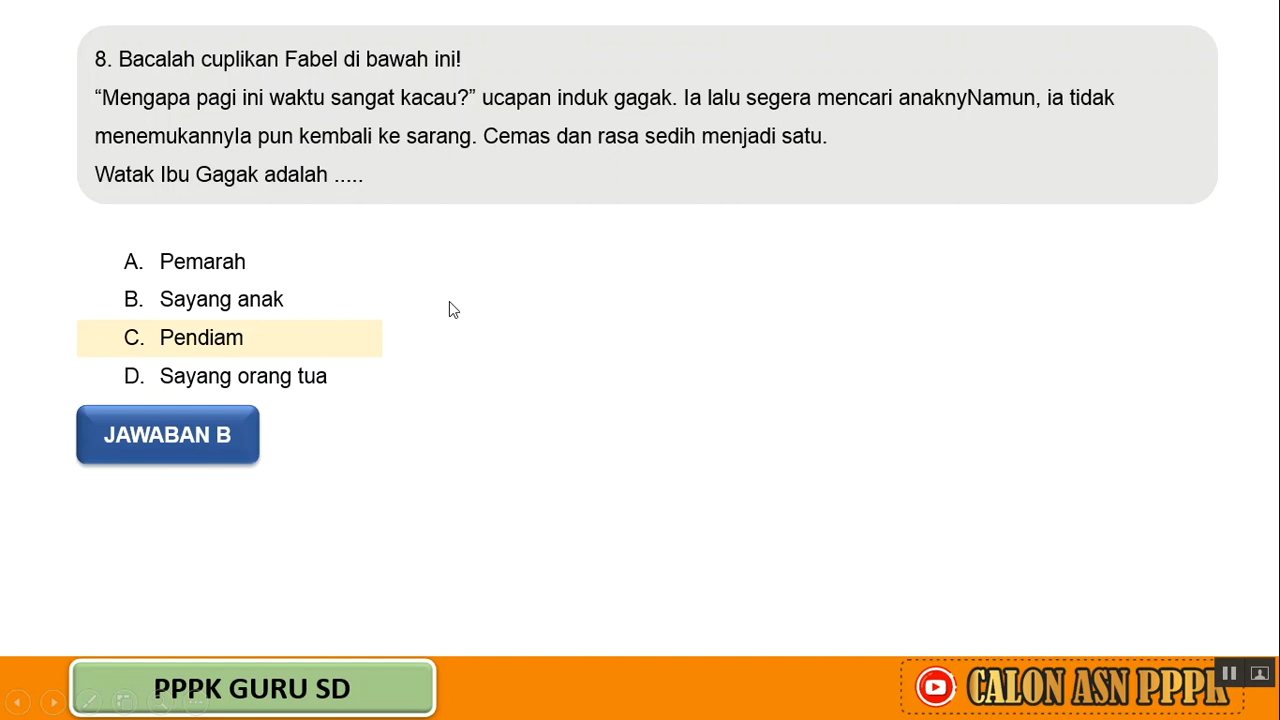 8. Bacalah cuplikan Fabel di bawah ini!
“Mengapa pagi ini waktu sangat kacau?” ucapan induk gagak. Ia lalu segera mencari anaknyNamun, ia tidak
menemukannyIa pun kembali ke sarang. Cemas dan rasa sedih menjadi satu.
Watak Ibu Gagak adalah .....
A. Pemarah
B. Sayang anak
C. Pendiam
D. Sayang orang tua
JAWABAN B
PPPK GURU SD
CALON ASN PPPK